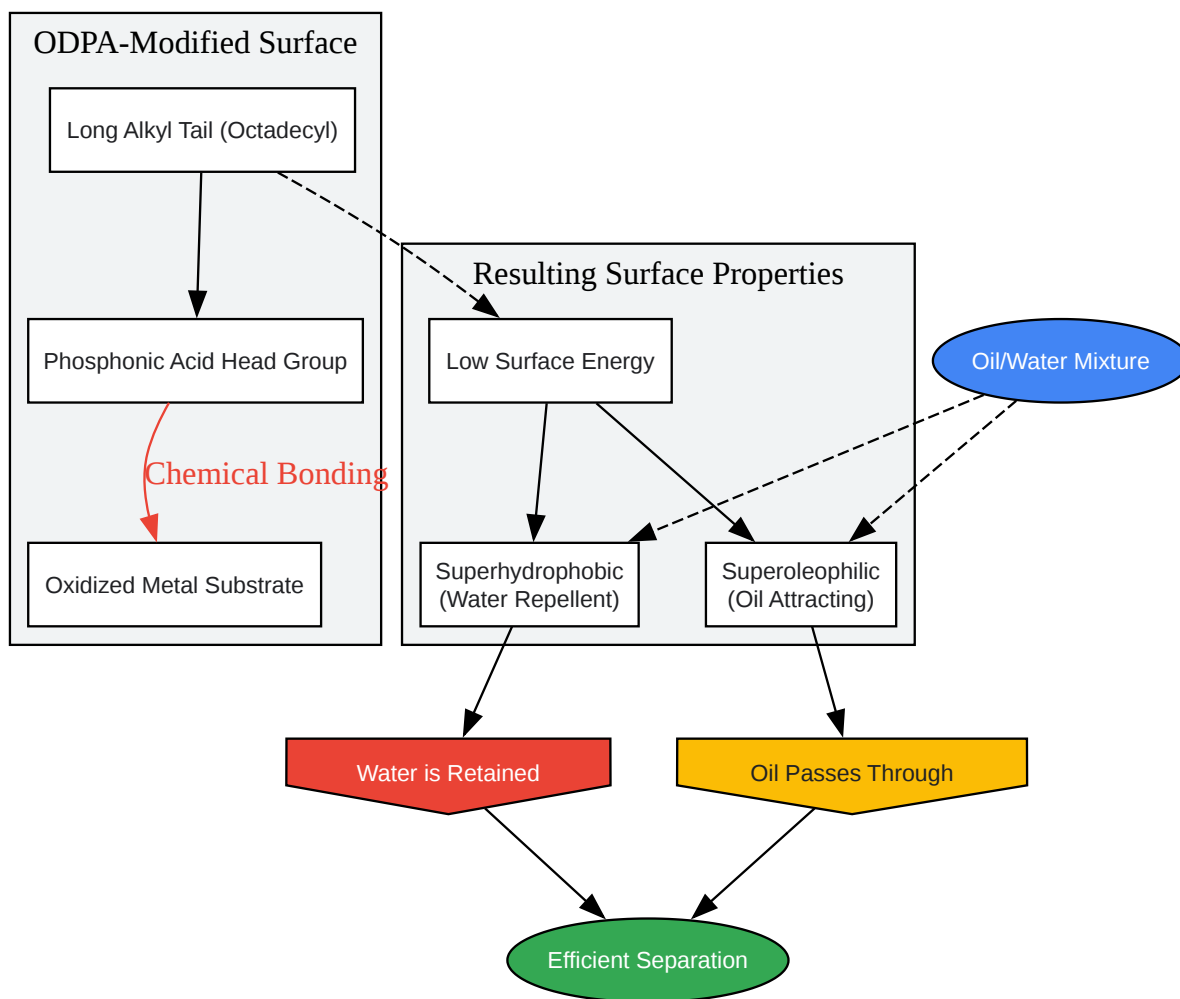 ODPA-Modified Surface
Long Alkyl Tail (Octadecyl)
Phosphonic Acid Head Group
Chemical Bonding
Oxidized Metal Substrate
Resulting Surface Properties
Low Surface Energy
Oil/Water Mixture
Superhydrophobic
(Water Repellent)
Superoleophilic
(Oil Attracting)
Water is Retained
Oil Passes Through
Efficient Separation